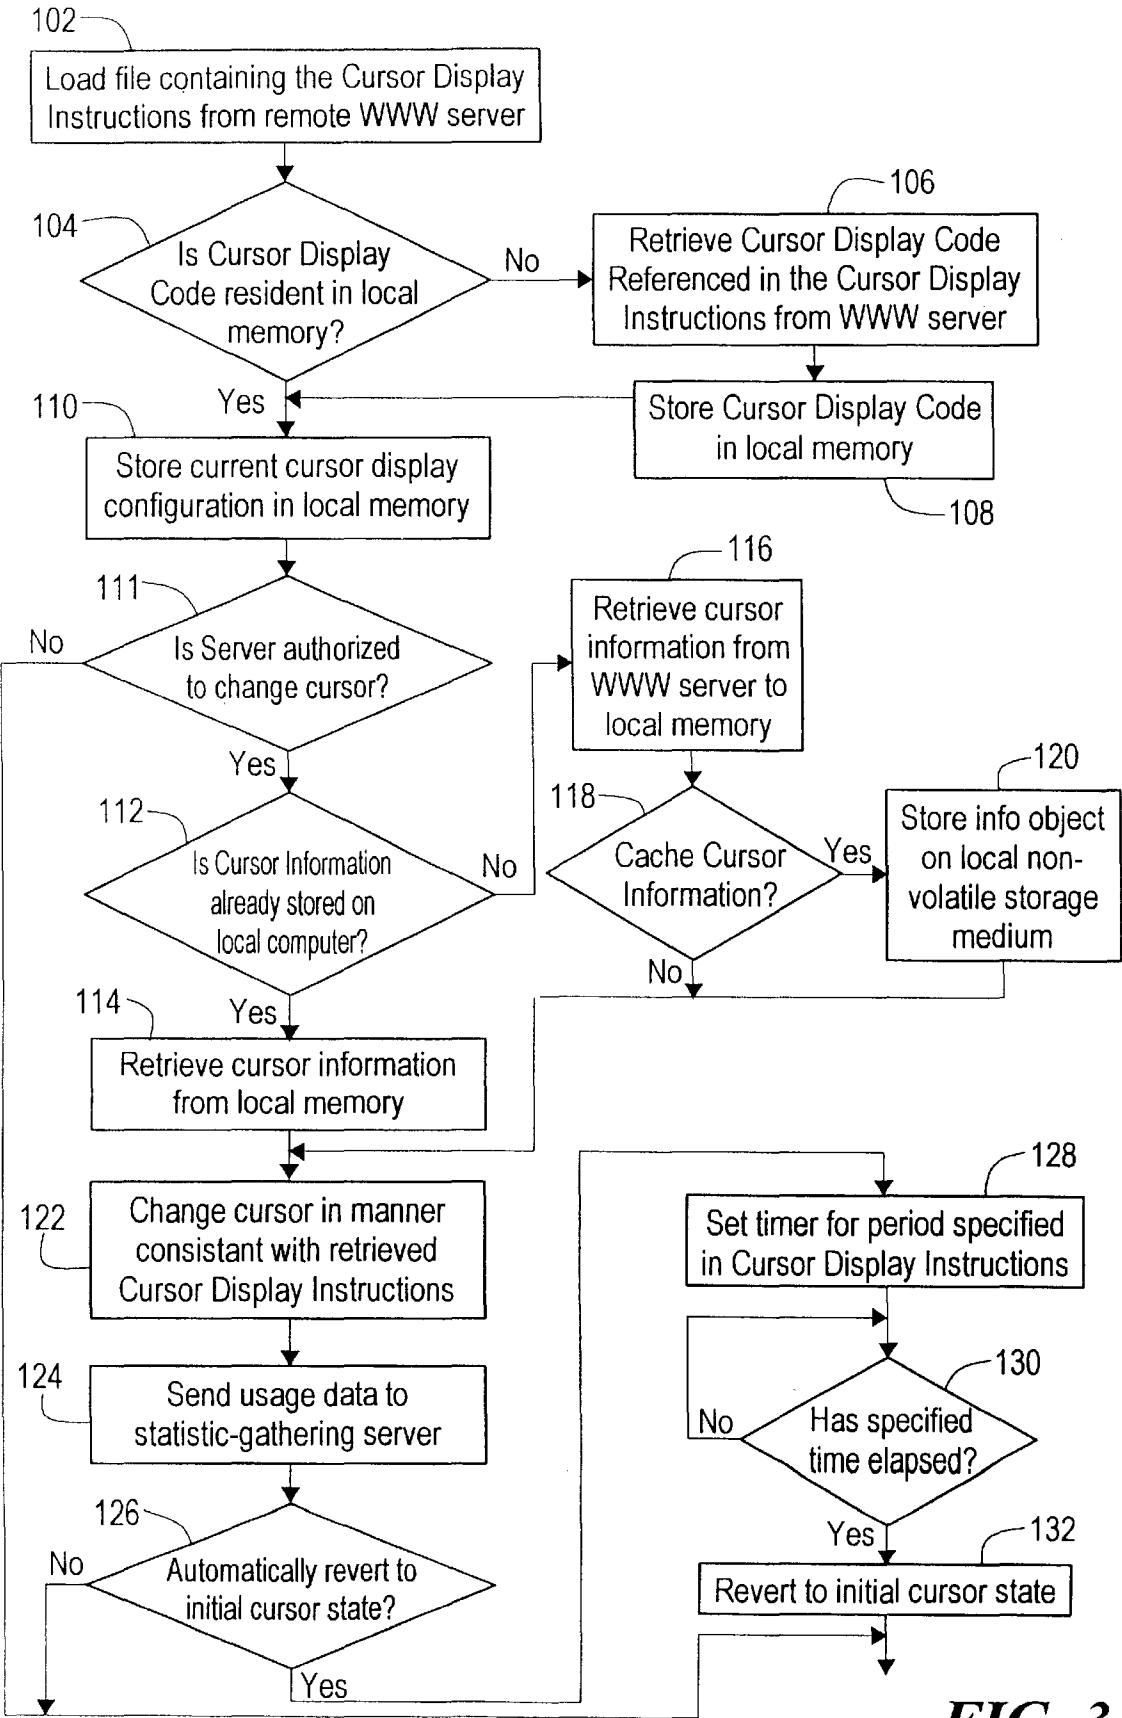 102
Load file containing the Cursor Display
Instructions from remote WWW server
104
Is Cursor Display
Code resident in local
memory?
No
106
Retrieve Cursor Display Code
Referenced in the Cursor Display
Instructions from WWW server
Yes
Store Cursor Display Code
in local memory
108
110
Store current cursor display
configuration in local memory
111
No
Is Server authorized
to change cursor?
Yes
116
Retrieve cursor
information from
WWW server to
local memory
112
Is Cursor Information
already stored on
local computer?
No
118
Cache Cursor
Information?
Yes
120
Store info object
on local non-
volatile storage
medium
No
Yes
114
Retrieve cursor information
from local memory
122
Change cursor in manner
consistant with retrieved
Cursor Display Instructions
124
Send usage data to
statistic-gathering server
126
No
Automatically revert to
initial cursor state?
Yes
128
Set timer for period specified
in Cursor Display Instructions
130
No
Has specified
time elapsed?
Yes
132
Revert to initial cursor state
FIG. 3